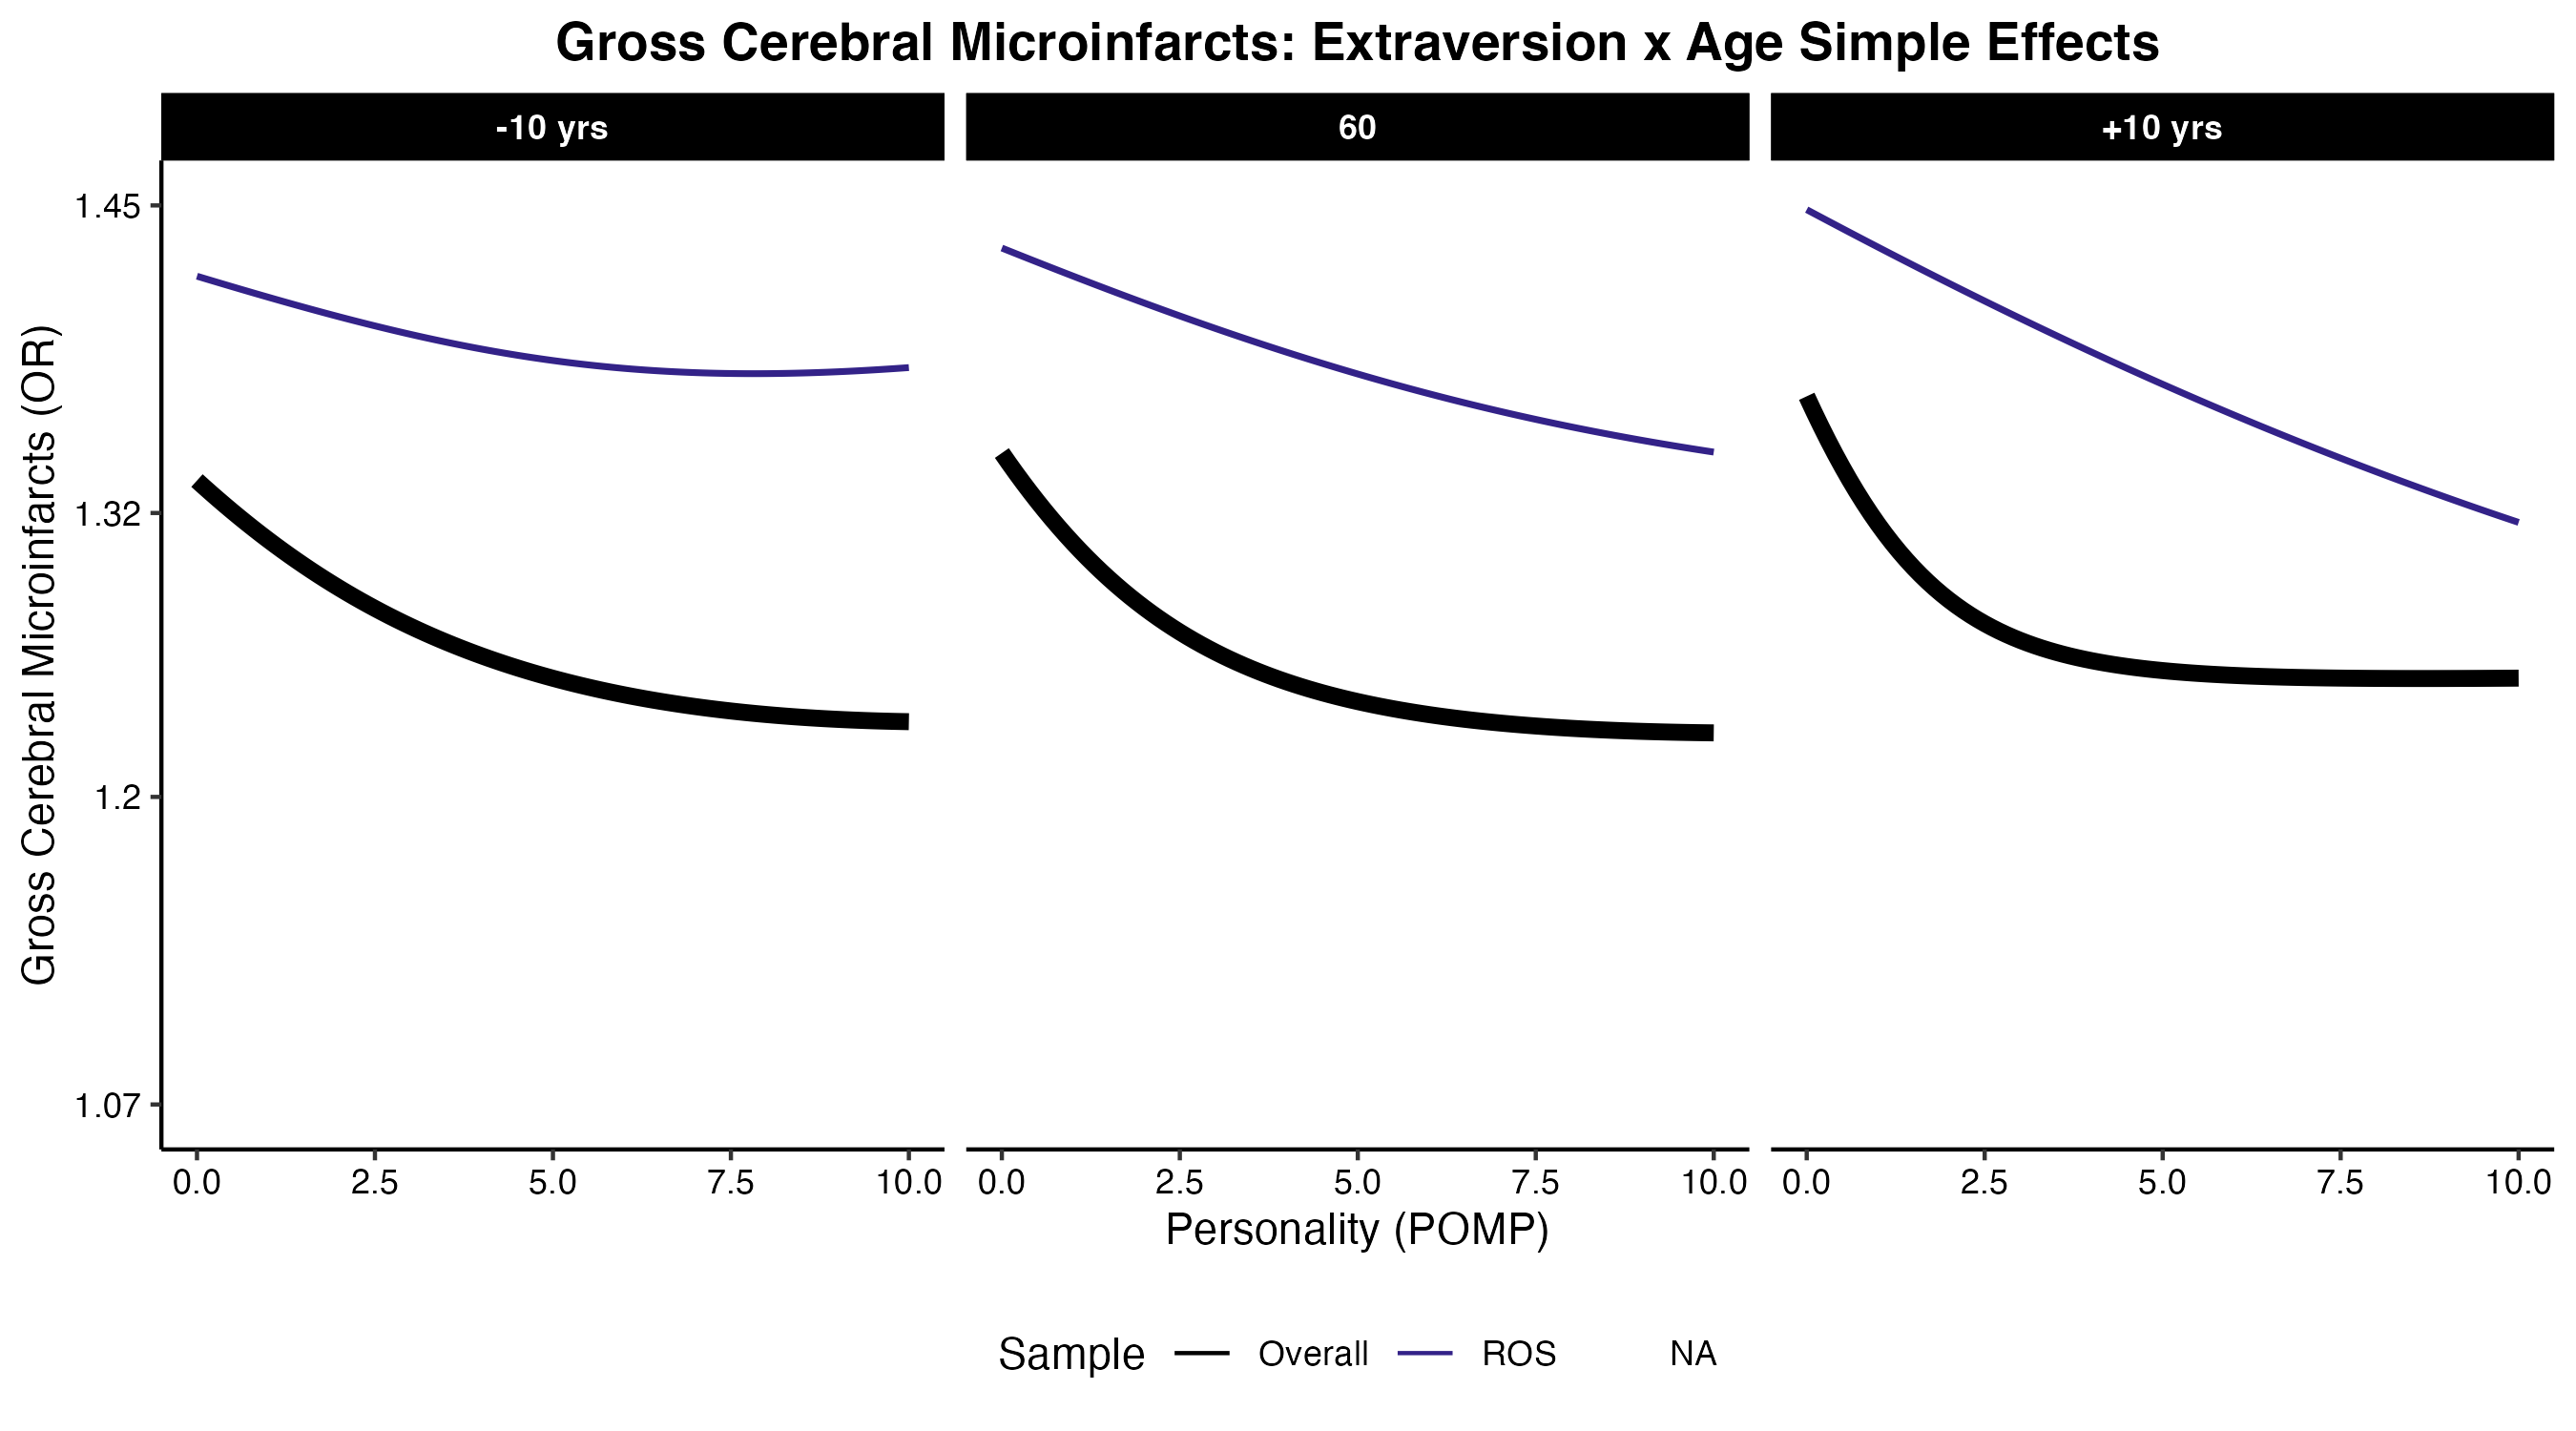 Gross Cerebral Microinfarcts: Extraversion x Age Simple Effects
-10 yrs 60 +10 yrs
Gross Cerebral Microinfarcts (OR)
1.45
1.32
1.2
1.07
0.0 2.5 5.0 7.5 10.0 0.0 2.5 5.0 7.5 10.0 0.0 2.5 5.0 7.5 10.0
Personality (POMP)
Sample Overall ROS NA